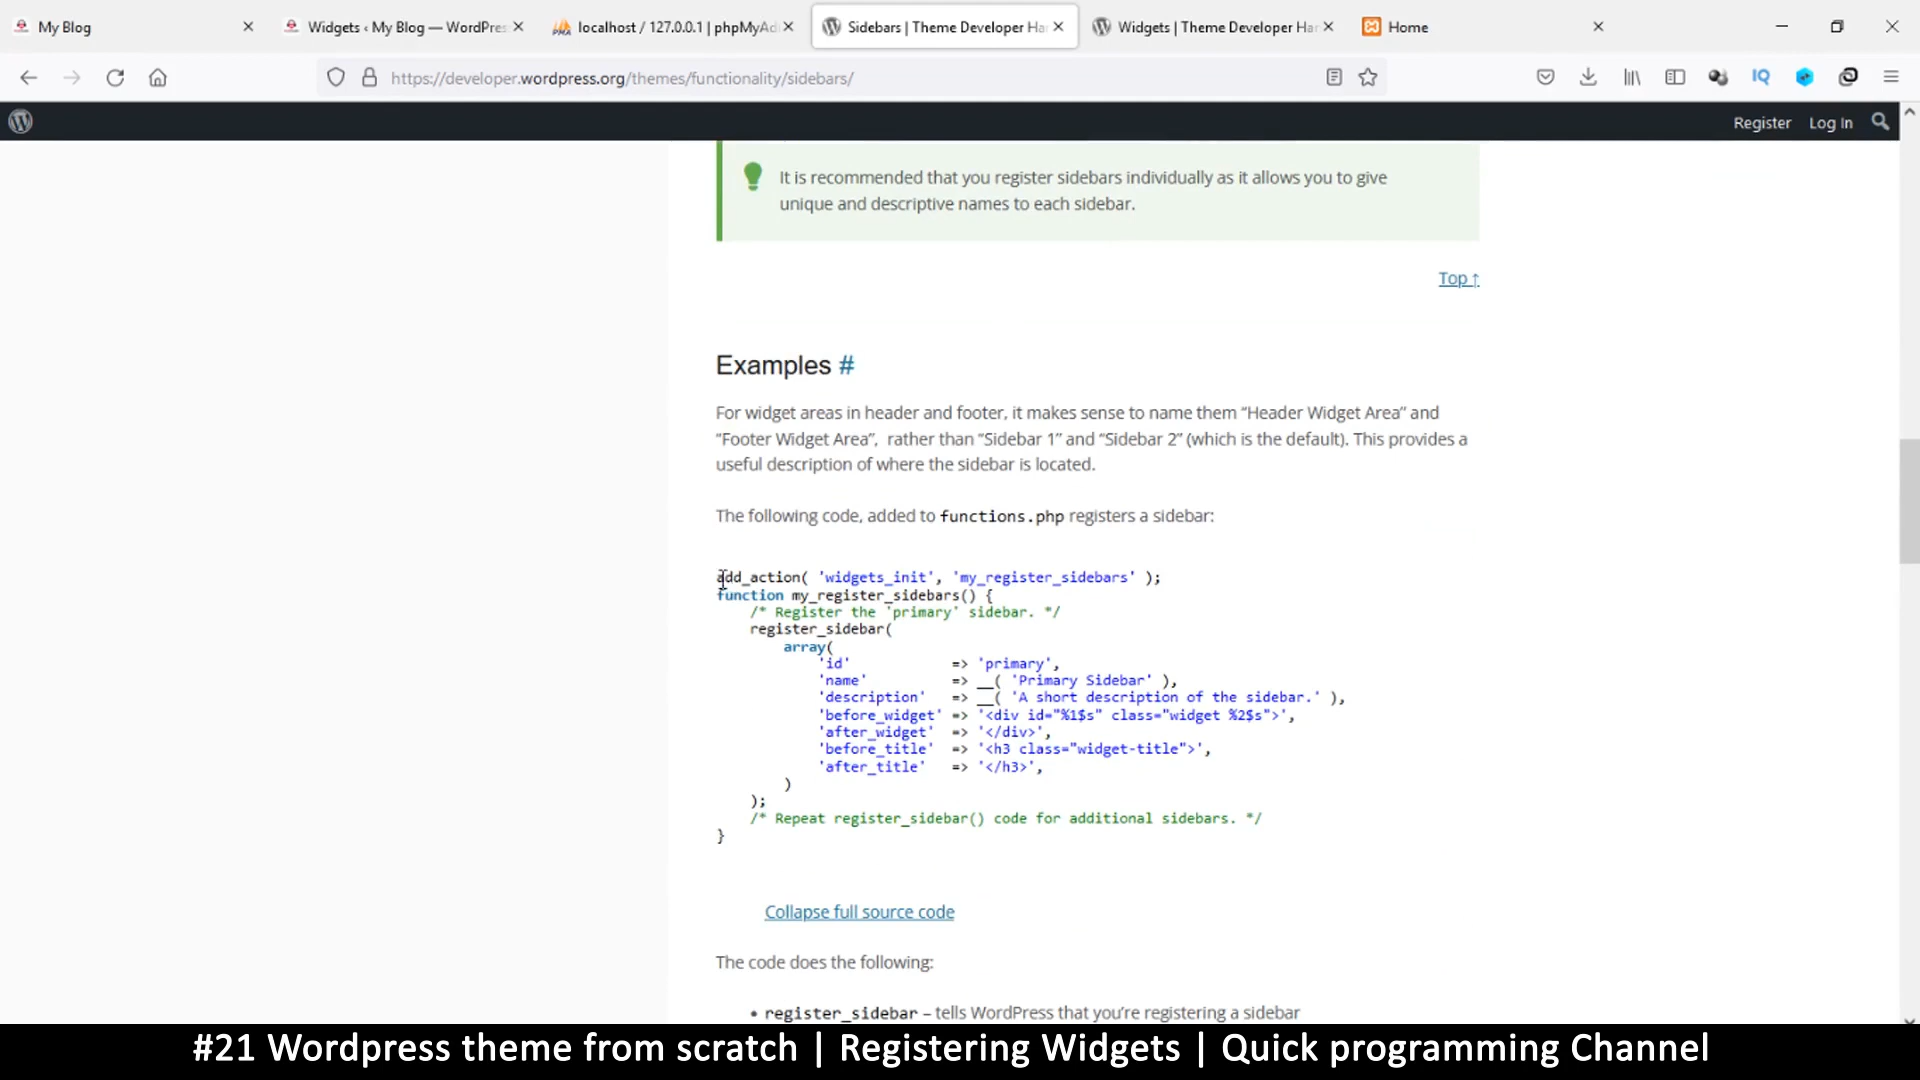 My Blog
Widgets ‹ My Blog — WordPres
localhost / 127.0.0.1 | phpMyAd
Sidebars | Theme Developer Ha
Widgets | Theme Developer Har
Home
https://developer.wordpress.org/themes/functionality/sidebars/
IQ
Register Log In
It is recommended that you register sidebars individually as it allows you to give
unique and descriptive names to each sidebar.
Top ↑
Examples #
For widget areas in header and footer, it makes sense to name them “Header Widget Area” and
“Footer Widget Area”, rather than “Sidebar 1” and “Sidebar 2” (which is the default). This provides a
useful description of where the sidebar is located.
The following code, added to functions.php registers a sidebar:
add_action( 'widgets_init', 'my_register_sidebars' );
function my_register_sidebars() {
/* Register the 'primary' sidebar. */
register_sidebar(
array(
'id' => 'primary',
'name' => __( 'Primary Sidebar' ),
'description' => __( 'A short description of the sidebar.' ),
'before_widget' => '<div id="%1$s" class="widget %2$s">',
'after_widget' => '</div>',
'before_title' => '<h3 class="widget-title">',
'after_title' => '</h3>',
)
);
/* Repeat register_sidebar() code for additional sidebars. */
}
Collapse full source code
The code does the following:
• register_sidebar – tells WordPress that you’re registering a sidebar
#21 Wordpress theme from scratch | Registering Widgets | Quick programming Channel